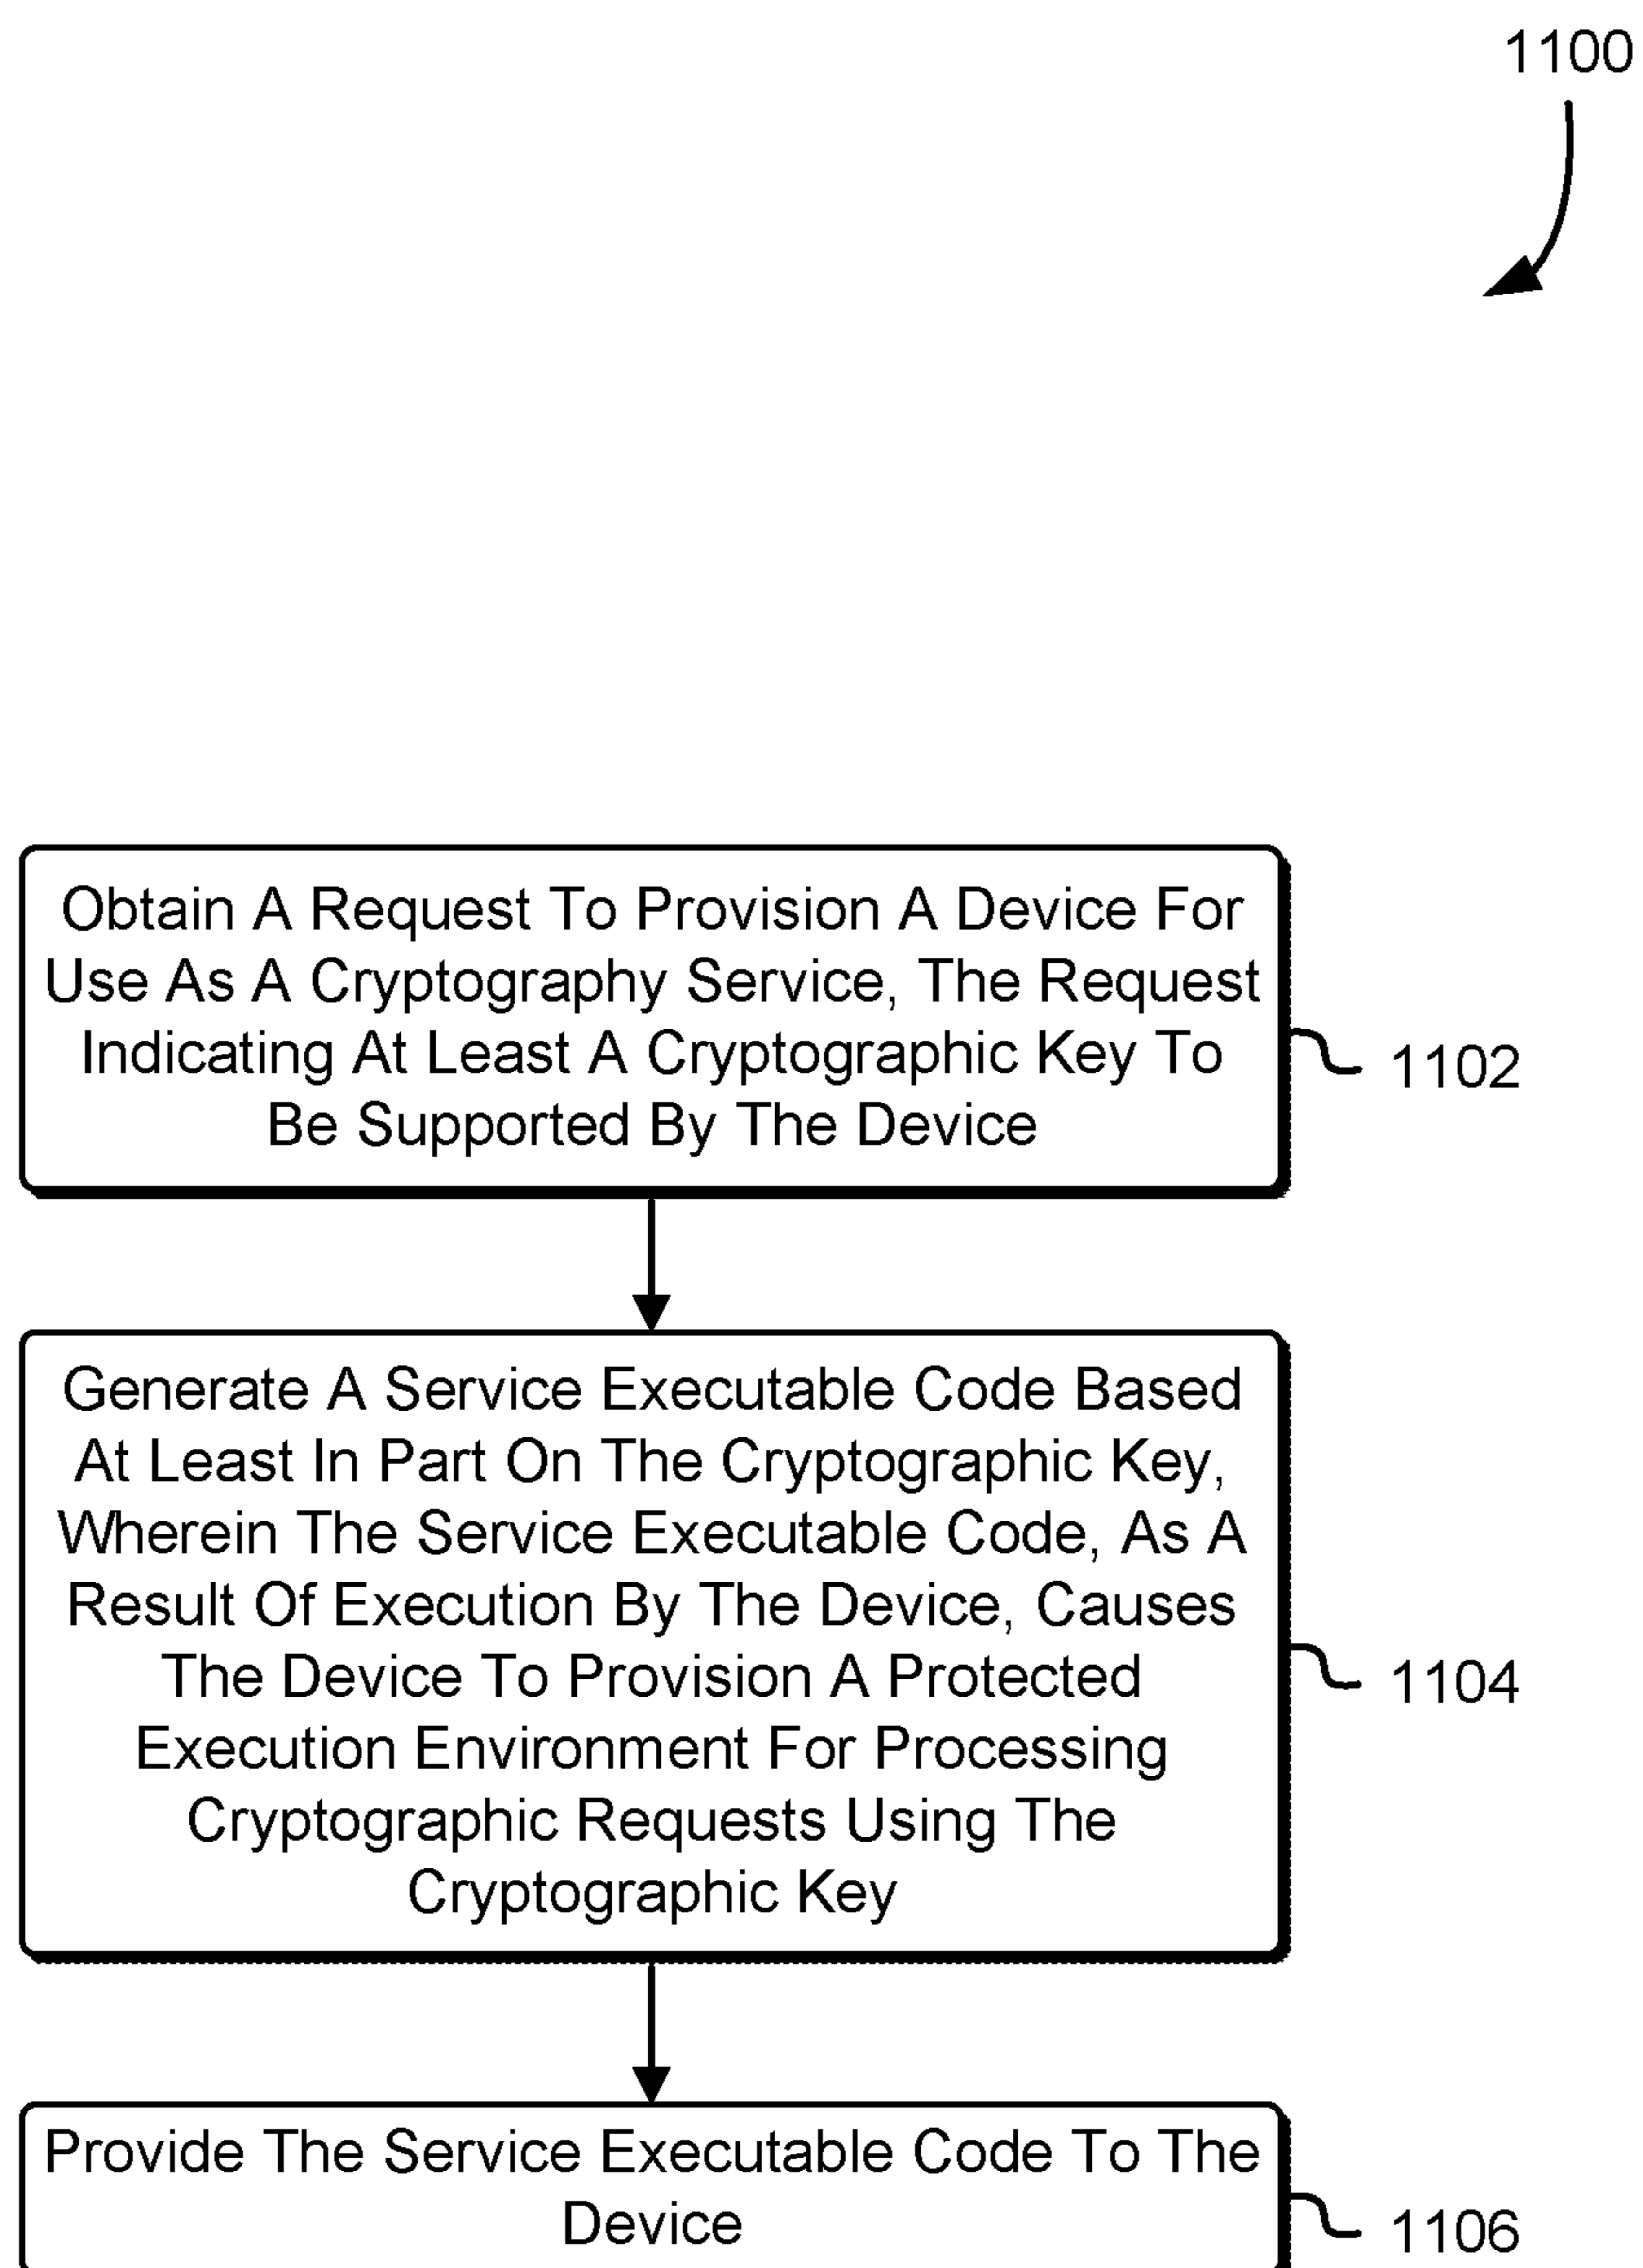 1100
Obtain A Request To Provision A Device For
Use As A Cryptography Service, The Request
Indicating At Least A Cryptographic Key To
Be Supported By The Device
1102
Generate A Service Executable Code Based
At Least In Part On The Cryptographic Key,
Wherein The Service Executable Code, As A
Result Of Execution By The Device, Causes
The Device To Provision A Protected
Execution Environment For Processing
Cryptographic Requests Using The
Cryptographic Key
1104
Provide The Service Executable Code To The
Device
1106